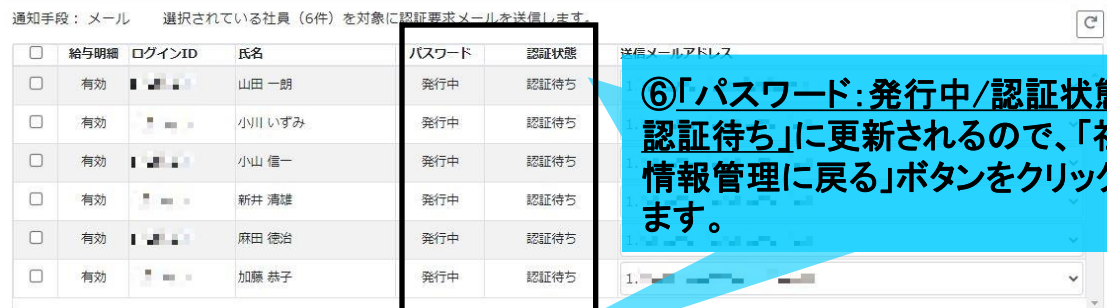 通知手段： メール　　選択されている社員（6件）を対象に認証要求メールを送信します。
給与明細 ログインID 氏名 パスワード 認証状態 送信メールアドレス
有効 山田 一朗 発行中 認証待ち
有効 小川 いずみ 発行中 認証待ち
有効 小山 信一 発行中 認証待ち
有効 新井 清雄 発行中 認証待ち
有効 麻田 徳治 発行中 認証待ち 1.
有効 加藤 恭子 発行中 認証待ち 1.
⑥「パスワード：発行中/認証状態
認証待ち」に更新されるので、「社
情報管理に戻る」ボタンをクリック
ます。